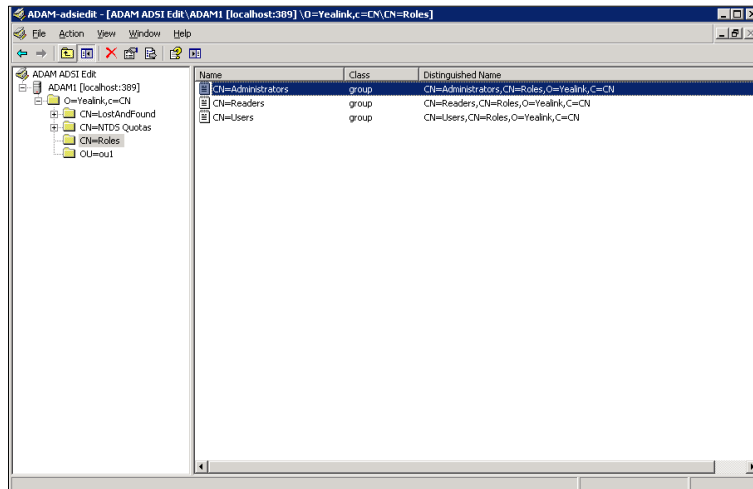 ADAM-adsiedit - [ADAM ADSI Edit\ADAM1 [localhost:389] \O=Yealink,c=CN\CN=Roles]
File Action View Window Help
ADAM ADSI Edit
ADAM1 [localhost:389]
O=Yealink,c=CN
CN=LostAndFound
CN=NTDS Quotas
CN=Roles
OU=ou1
Name Class Distinguished Name
CN=Administrators group CN=Administrators,CN=Roles,O=Yealink,C=CN
CN=Readers group CN=Readers,CN=Roles,O=Yealink,C=CN
CN=Users group CN=Users,CN=Roles,O=Yealink,C=CN